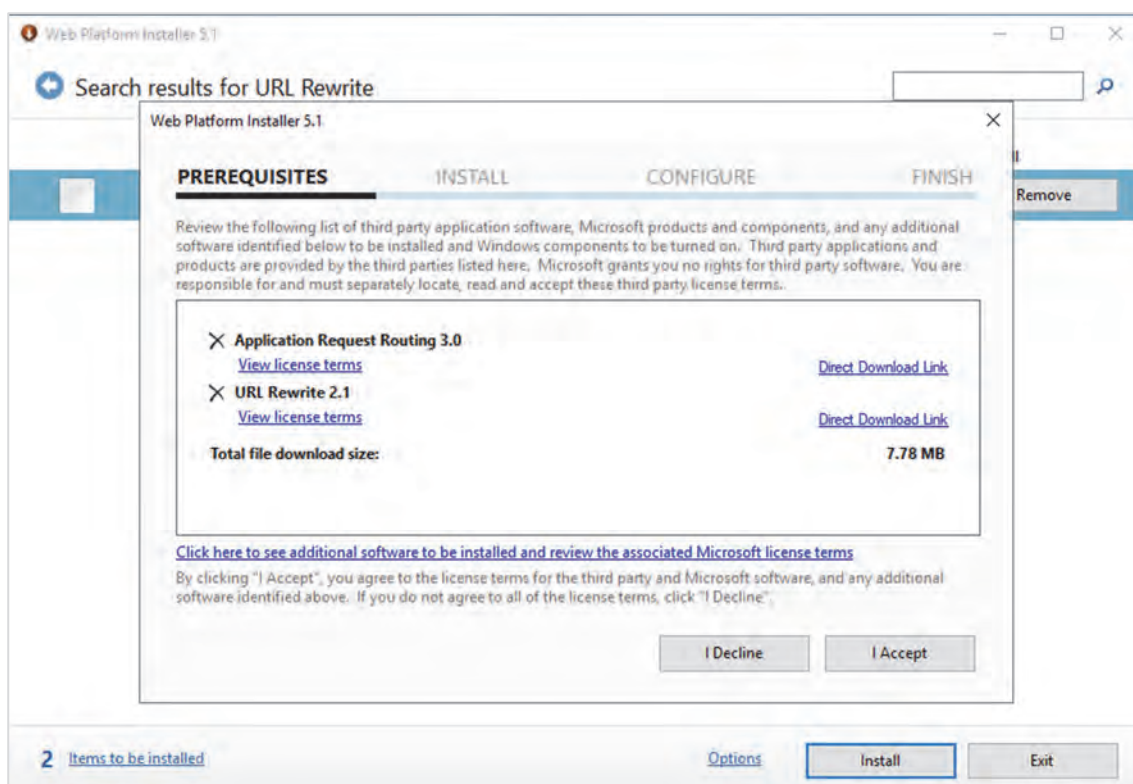 Web Platform Installer 5.1
Search results for URL Rewrite
Web Platform Installer 5.1
PREREQUISITES INSTALL CONFIGURE FINISH
Remove
Review the following list of third party application software, Microsoft products and components, and any additional
software identified below to be installed and Windows components to be turned on. Third party applications and
products are provided by the third parties listed here. Microsoft grants you no rights for third party software. You are
responsible for and must separately locate, read and accept these third party license terms.
Application Request Routing 3.0
View license terms Direct Download Link
URL Rewrite 2.1
View license terms Direct Download Link
Total file download size: 7.78 MB
Click here to see additional software to be installed and review the associated Microsoft license terms
By clicking "I Accept", you agree to the license terms for the third party and Microsoft software, and any additional
software identified above. If you do not agree to all of the license terms, click "I Decline".
I Decline I Accept
2 Items to be installed Options Install Exit